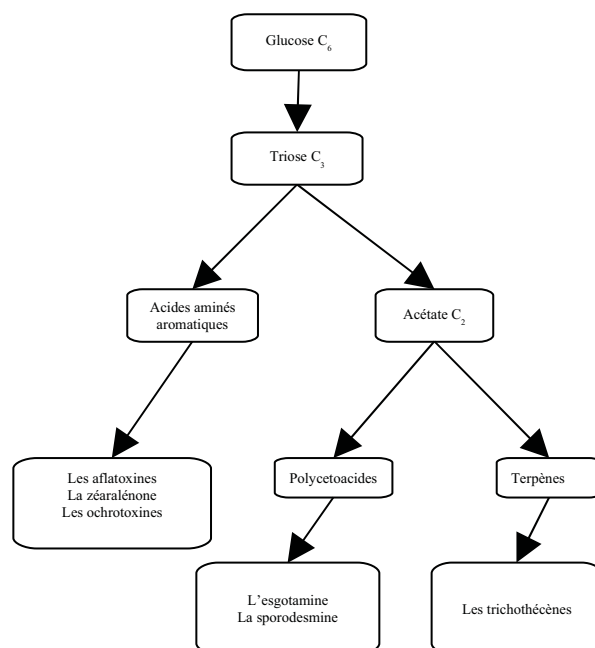 Glucose C₆
Triose C₃
Acides aminés
aromatiques
Acétate C₂
Les aflatoxines
La zéaralénone
Les ochrotoxines
Polycetoacides
Terpènes
L’esgotamine
La sporodesmine
Les trichothécènes